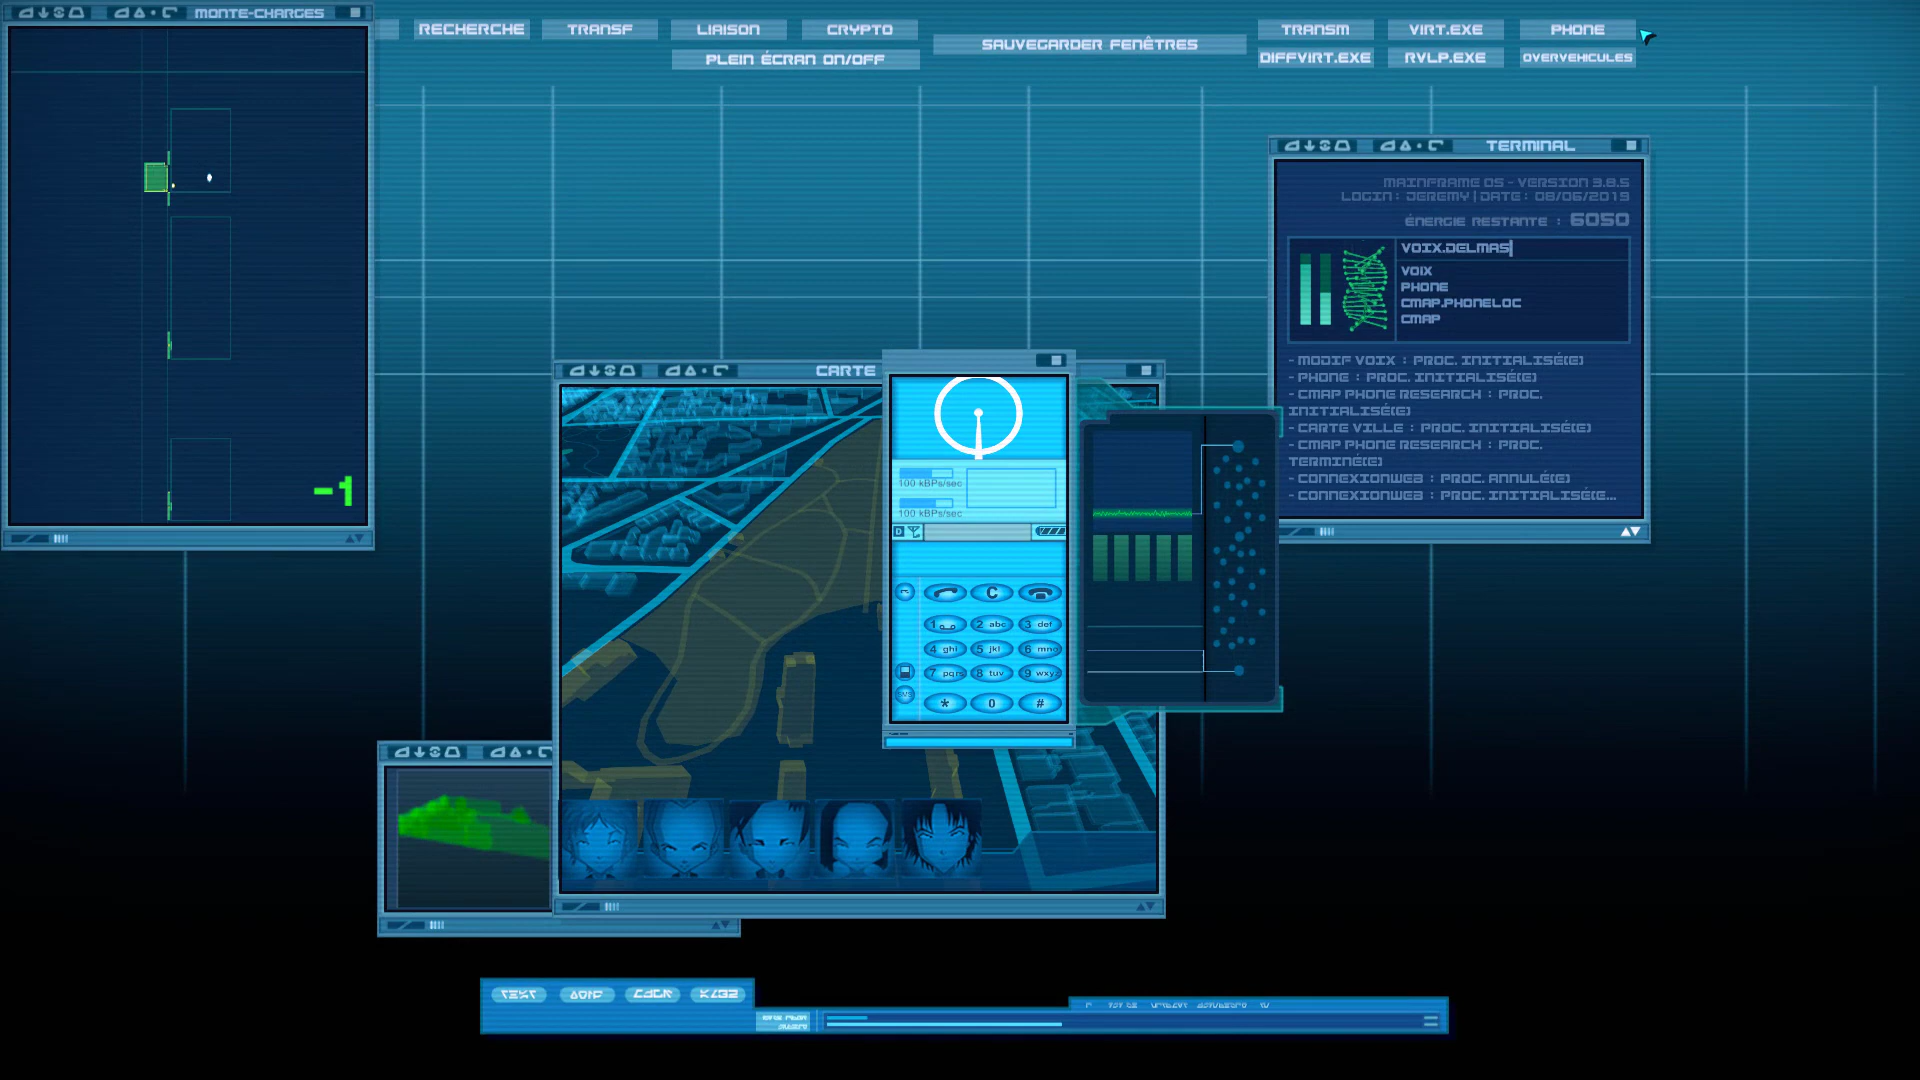 MONTE-CHARGES
-1
RECHERCHE
TRANSF
LIAISON
CRYPTO
PLEIN ÉCRAN ON/OFF
SAUVEGARDER FENÊTRES
TRANSM
VIRT.EXE
PHONE
DIFFVIRT.EXE
RVLP.EXE
OVERVEHICULES
TERMINAL
MAINFRAME OS - VERSION 3.8.5
LOGIN : JEREMY | DATE : 08/06/2019
ÉNERGIE RESTANTE : 6050
VOIX.DELMAS
VOIX
PHONE
CMAP.PHONELOC
CMAP
- MODIF VOIX : PROC. INITIALISÉ(E)
- PHONE : PROC. INITIALISÉ(E)
- CMAP PHONE RESEARCH : PROC.
INITIALISÉ(E)
- CARTE VILLE : PROC. INITIALISÉ(E)
- CMAP PHONE RESEARCH : PROC.
TERMINÉ(E)
- CONNEXIONWEB : PROC. ANNULÉ(E)
- CONNEXIONWEB : PROC. INITIALISÉ(E...
CARTE
100 kBPs/sec
100 kBPs/sec
D
C
1
2 abc
3 def
4 ghi
5 jkl
6 mno
7 pqrs
8 tuv
9 wxyz
SVS
* 0 #